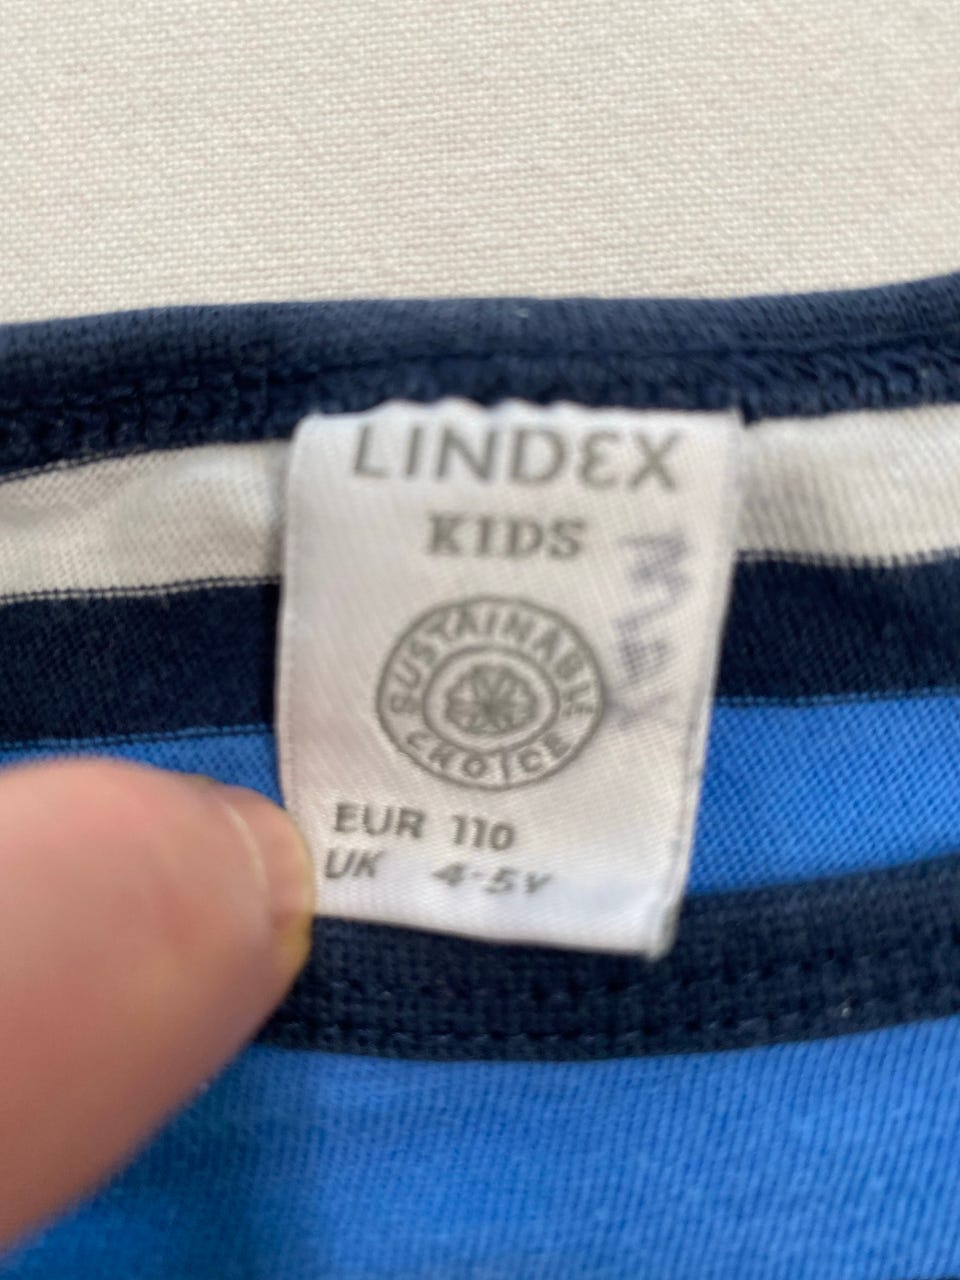 LINDEX
KIDS
SUSTAINABLE
CHOICE
EUR 110
UK 4-5Y